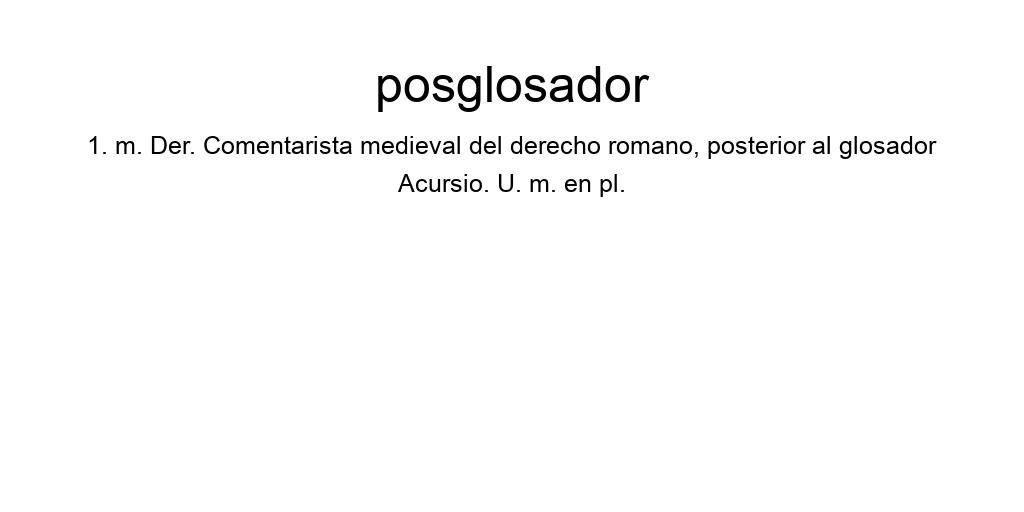 posglosador
1. m. Der. Comentarista medieval del derecho romano, posterior al glosador
Acursio. U. m. en pl.